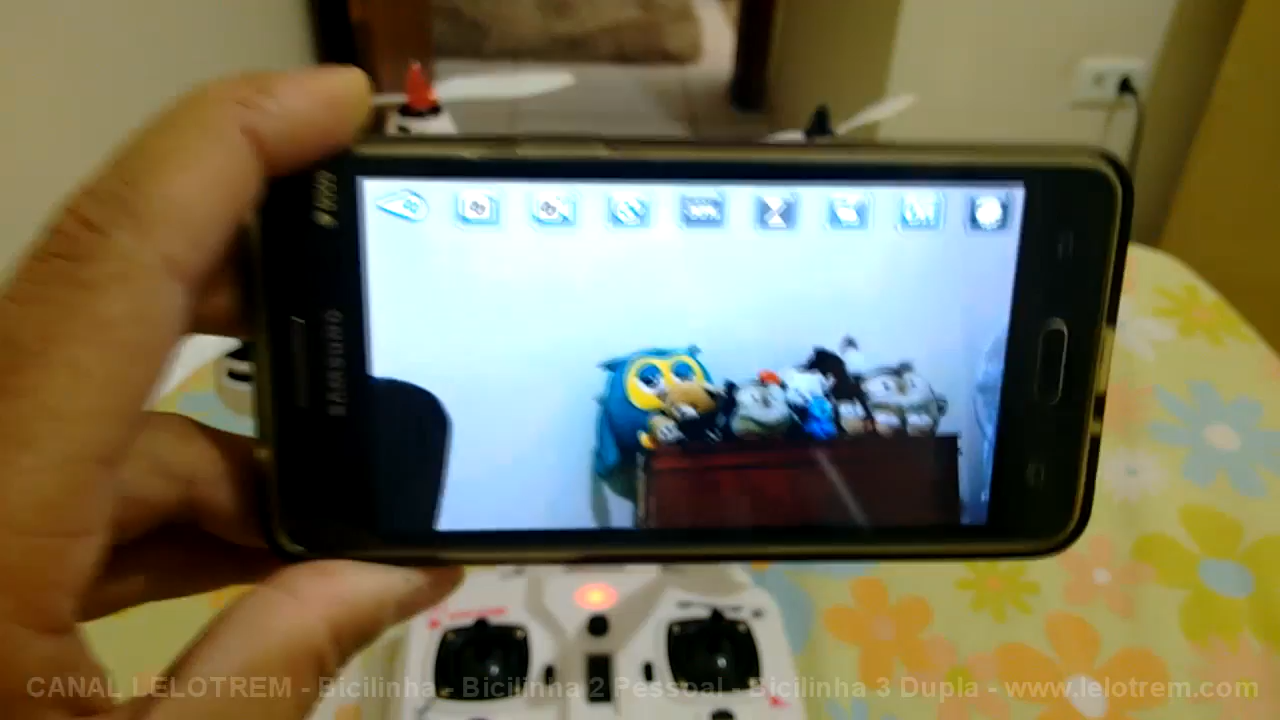 SAMSUNG
CANAL LELOTREM - Bicilinha - Bicilinha 2 Pessoal - Bicilinha 3 Dupla - www.lelotrem.com